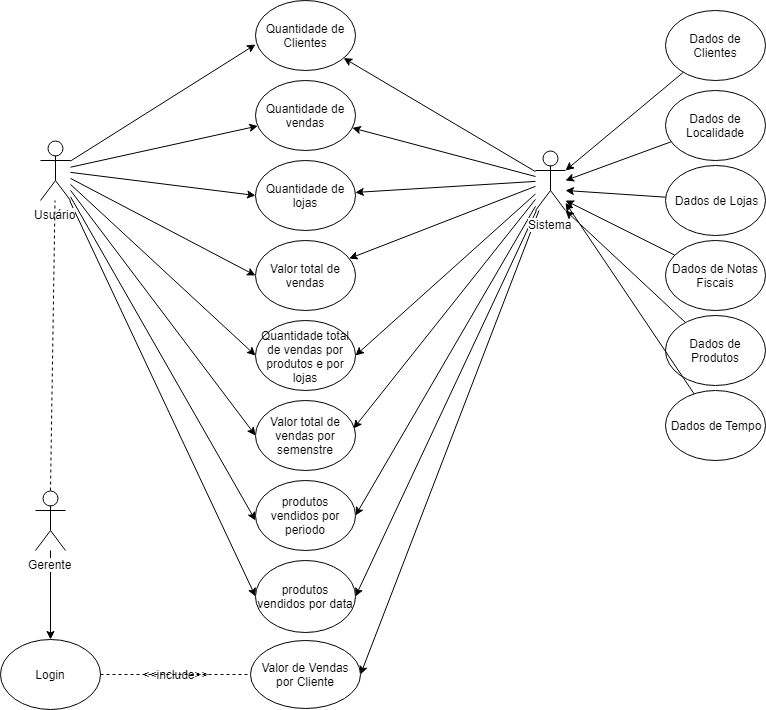 Quantidade de
Clientes
Quantidade de
vendas
Quantidade de
lojas
Valor total de
vendas
Quantidade total
de vendas por
produtos e por
lojas
Valor total de
vendas por
semenstre
produtos
vendidos por
periodo
produtos
vendidos por data
Valor de Vendas
por Cliente
Usuário
Gerente
Login
<<include>>
Sistema
Dados de
Clientes
Dados de
Localidade
Dados de Lojas
Dados de Notas
Fiscais
Dados de
Produtos
Dados de Tempo